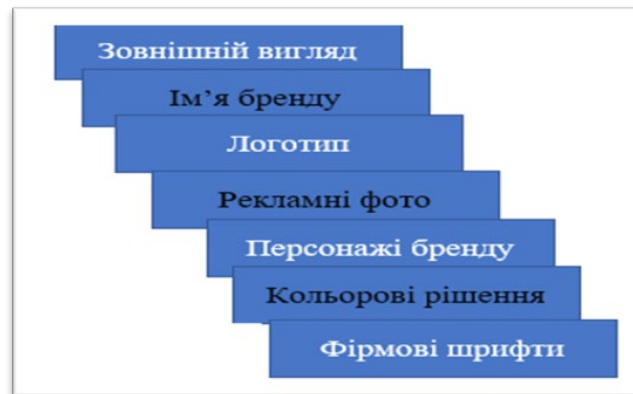 Зовнішній вигляд
Ім’я бренду
Логотип
Рекламні фото
Персонажі бренду
Кольорові рішення
Фірмові шрифти